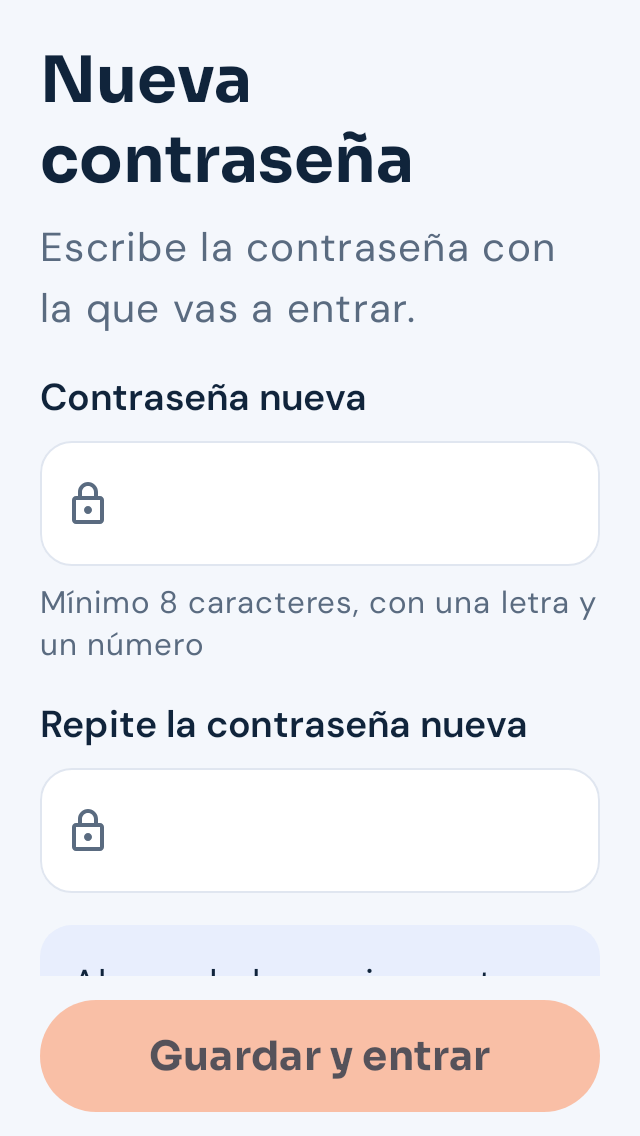 Nueva
contraseña
Escribe la contraseña con
la que vas a entrar.
Contraseña nueva
Mínimo 8 caracteres, con una letra y
un número
Repite la contraseña nueva
Guardar y entrar